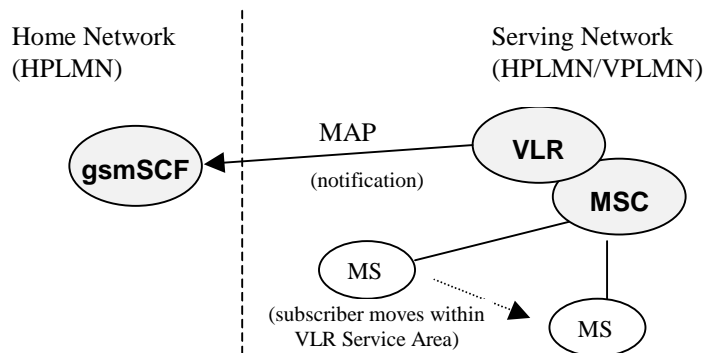 Home Network
(HPLMN)
Serving Network
(HPLMN/VPLMN)
MAP
VLR
gsmSCF
(notification)
MSC
MS
(subscriber moves within
VLR Service Area)
MS